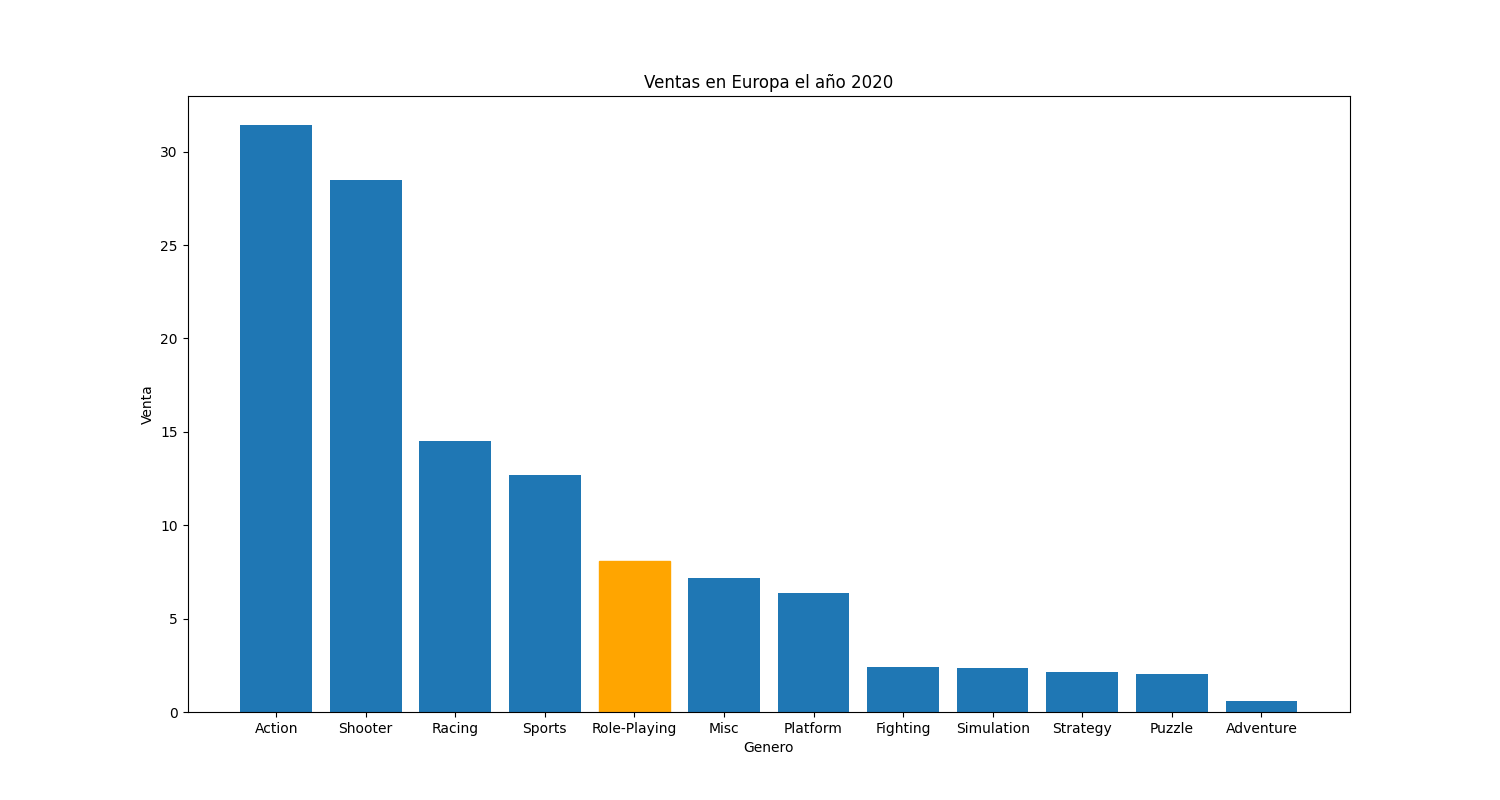 Ventas en Europa el año 2020
30
25
20
15
10
5
0
Venta
Action Shooter Racing Sports Role-Playing Misc Platform Fighting Simulation Strategy Puzzle Adventure
Genero